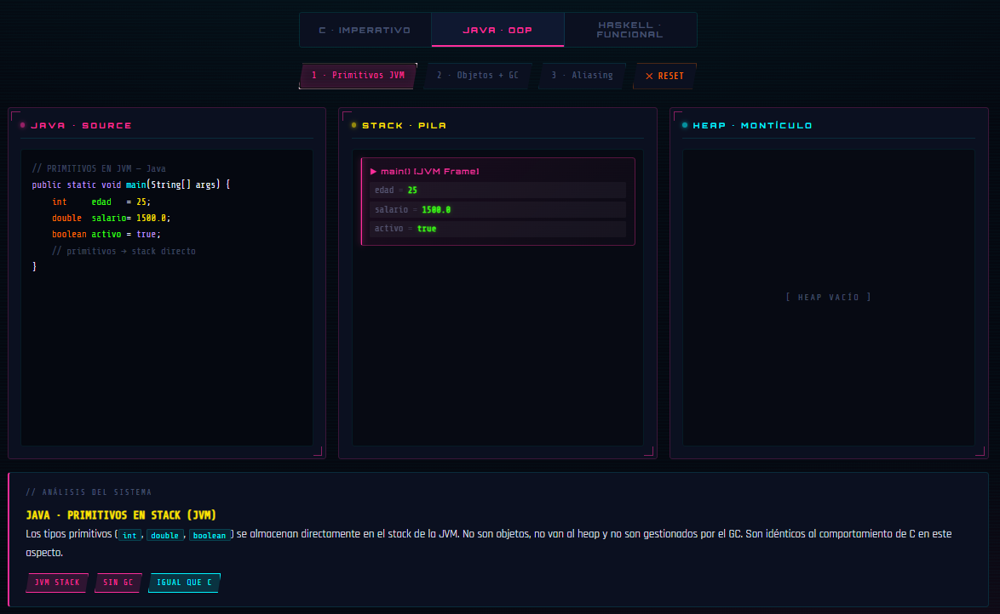 C · IMPERATIVO
JAVA · OOP
HASKELL ·
FUNCIONAL
1 · Primitivos JVM
2 · Objetos + GC
3 · Aliasing
✕ RESET
JAVA · SOURCE
// PRIMITIVOS EN JVM — Java
public static void main(String[] args) {
    int     edad   = 25;
    double  salario= 1500.0;
    boolean activo = true;
    // primitivos → stack directo
}
STACK · PILA
▶ main() [JVM Frame]
edad = 25
salario = 1500.0
activo = true
HEAP · MONTÍCULO
[ HEAP VACÍO ]
// ANÁLISIS DEL SISTEMA
JAVA · PRIMITIVOS EN STACK (JVM)
Los tipos primitivos (int, double, boolean) se almacenan directamente en el stack de la JVM. No son objetos, no van al heap y no son gestionados por el GC. Son idénticos al comportamiento de C en este
aspecto.
JVM STACK
SIN GC
IGUAL QUE C